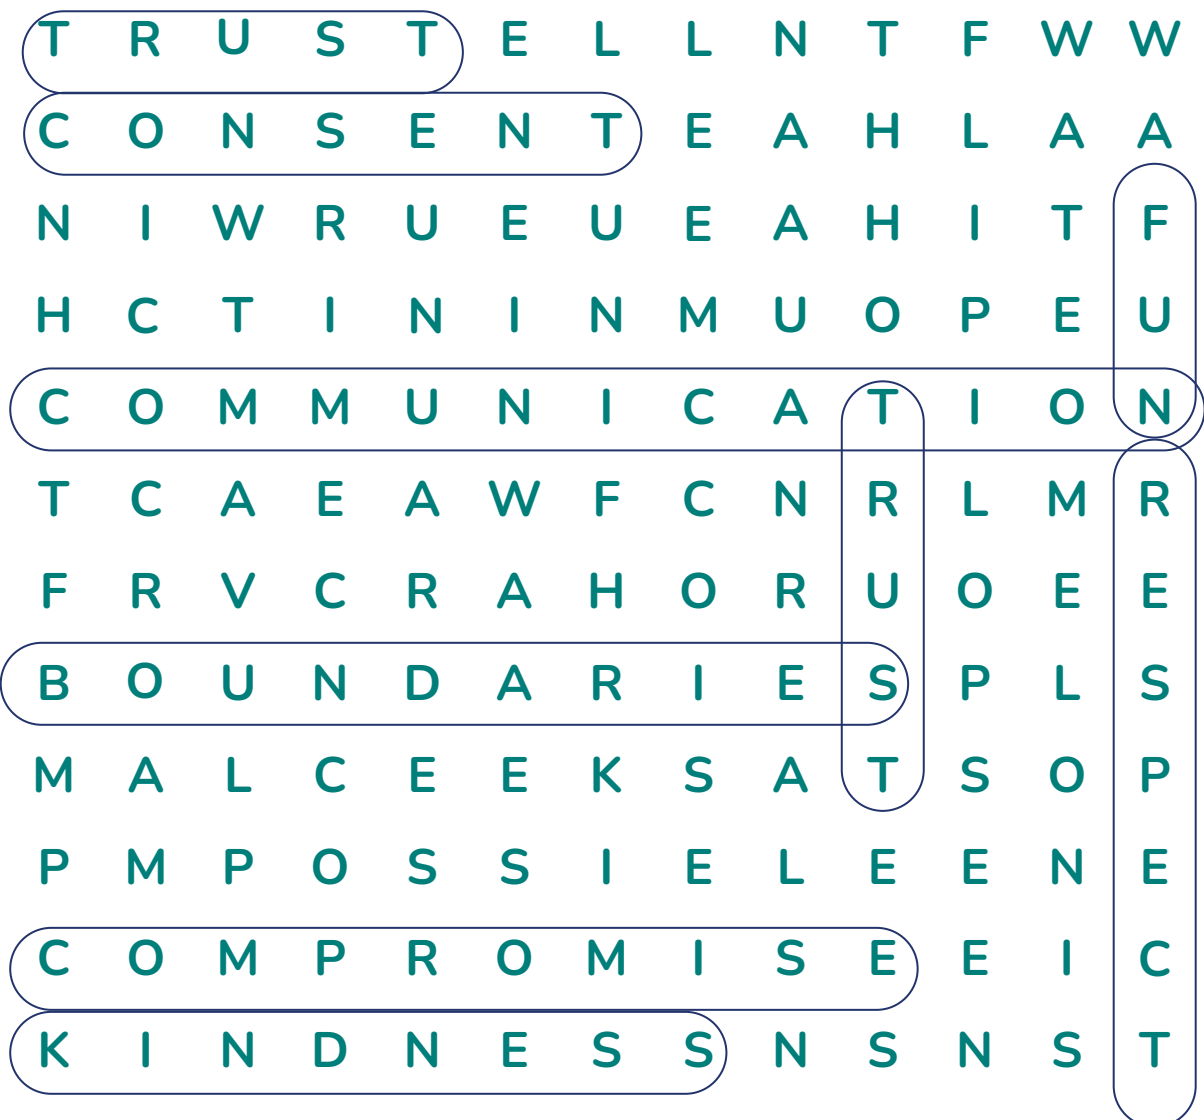 T R U S T E L L N T F W W
C O N S E N T E A H L A A
N I W R U E U E A H I T F
H C T I N I N M U O P E U
C O M M U N I C A T I O N
T C A E A W F C N R L M R
F R V C R A H O R U O E E
B O U N D A R I E S P L S
M A L C E E K S A T S O P
P M P O S S I E L E E N E
C O M P R O M I S E E I C
K I N D N E S S N S N S T